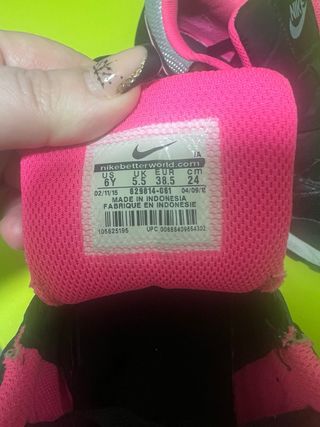 A
nikebetterworld.com
US UK EUR cm
6Y 5.5 38.5 24
02/11/15 629814-061 04/09/15
MADE IN INDONESIA
FABRIQUE EN INDONESIE
105825195 UPC 00888409654302